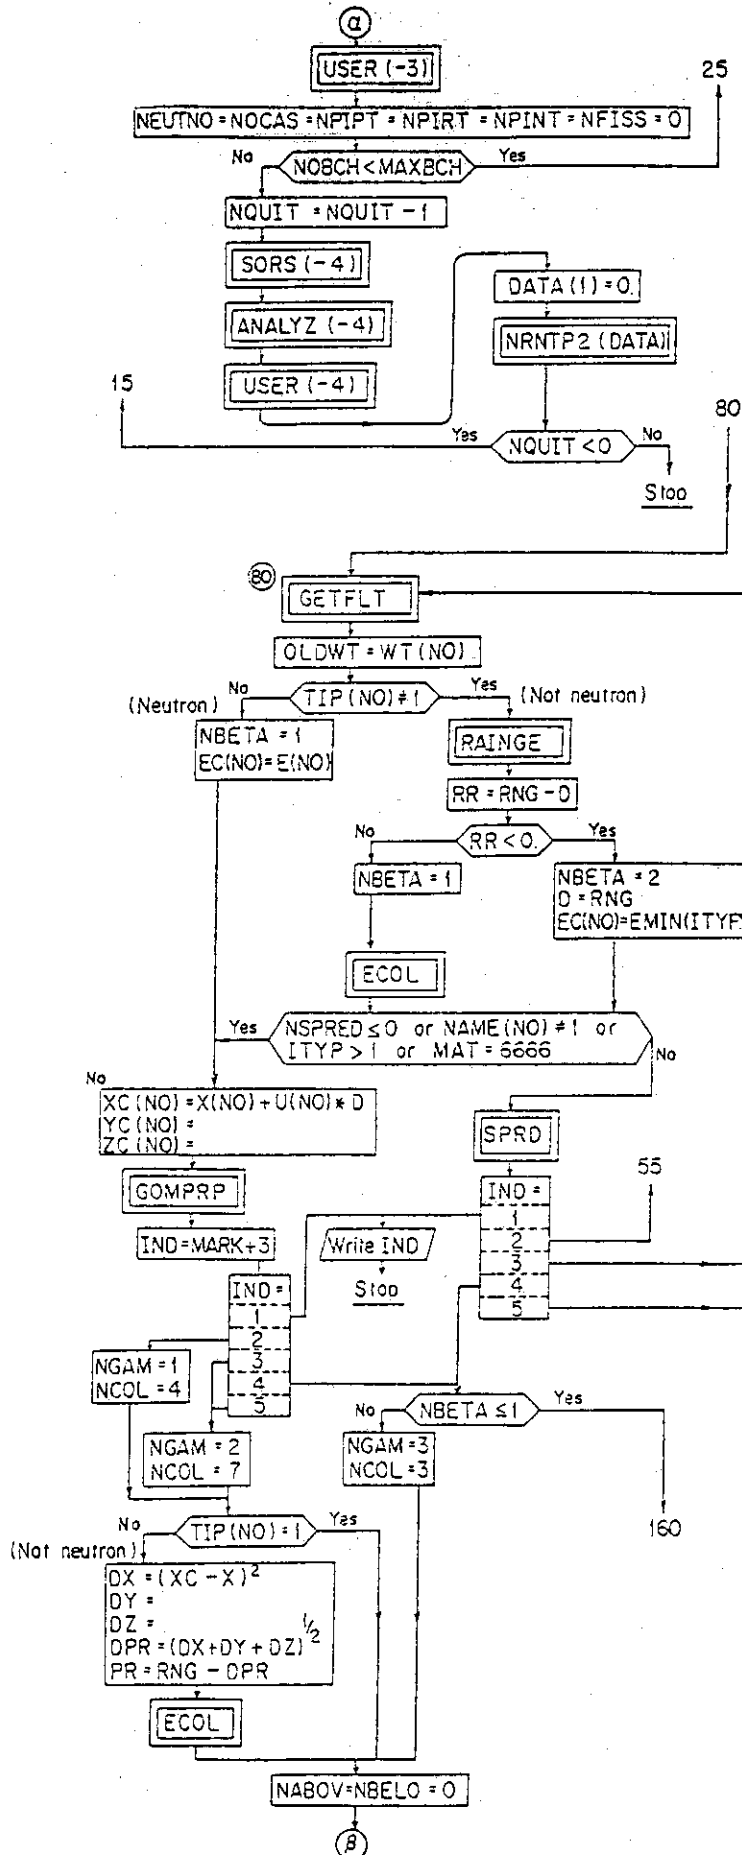 α
USER (-3)
25
NEUTNO = NOCAS = NPIPT = NPIRT = NPINT = NFISS = 0
No
NOBCH < MAXBCH
Yes
NQUIT = NQUIT - 1
SORS (-4)
DATA (1) = 0.
ANALYZ (-4)
NRNTP2 (DATA)
USER (-4)
15
80
Yes
NQUIT < 0
No
Stop
80
GETFLT
OLDWT = WT (NO)
(Neutron)
No
TIP (NO) ≠ 1
Yes
(Not neutron)
NBETA = 1
EC(NO) = E(NO)
RAINGE
RR = RNG - D
No
RR < 0.
Yes
NBETA = 1
NBETA = 2
D = RNG
EC(NO) = EMIN(ITYP)
ECOL
Yes
NSPRED ≤ 0 or NAME (NO) ≠ 1 or
ITYP > 1 or MAT = 6666
No
No
XC (NO) = X(NO) + U(NO) * D
YC (NO) =
ZC (NO) =
SPRD
GOMPRP
55
IND = MARK + 3
Write IND
Stop
IND =
1
2
3
4
5
IND =
1
2
3
4
5
NGAM = 1
NCOL = 4
No
NBETA ≤ 1
Yes
NGAM = 2
NCOL = 7
NGAM = 3
NCOL = 3
160
No
TIP (NO) = 1
Yes
(Not neutron)
DX = (XC - X)²
DY =
DZ =
DPR = (DX + DY + DZ)^1/2
PR = RNG - DPR
ECOL
NABOV = NBELO = 0
β